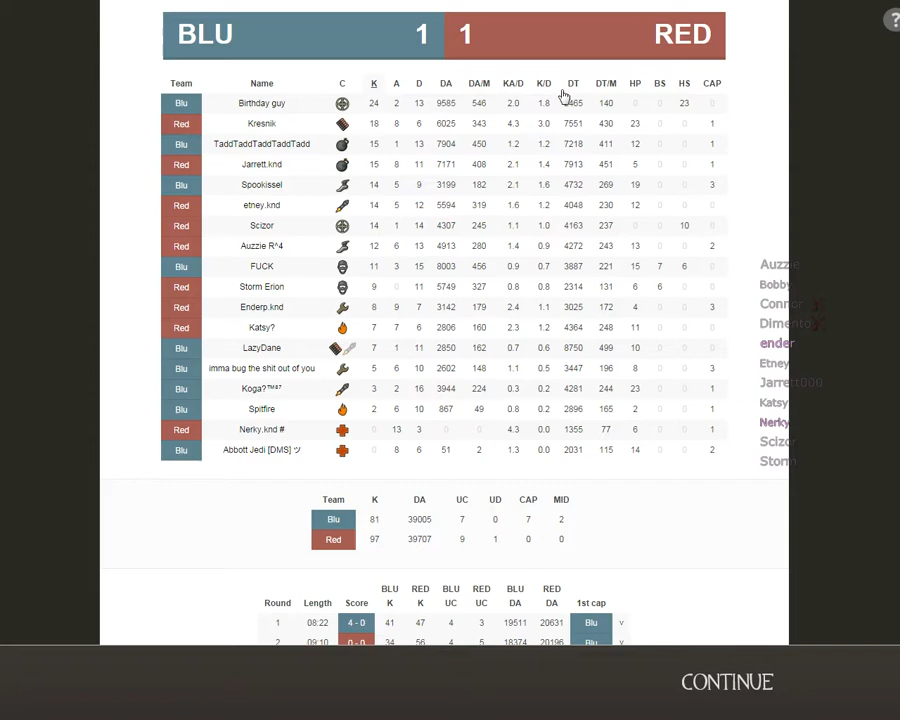 BLU 1 1 RED
?
Team Name C K A D DA DA/M KA/D K/D DT DT/M HP BS HS CAP
Blu Birthday guy 24 2 13 9585 546 2.0 1.8 465 140 0 0 23 0
Red Kresnik 18 8 6 6025 343 4.3 3.0 7551 430 23 0 0 1
Blu TaddTaddTaddTaddTadd 15 1 13 7904 450 1.2 1.2 7218 411 12 0 0 1
Red Jarrett.knd 15 8 11 7171 408 2.1 1.4 7913 451 5 0 0 1
Blu Spookissel 14 5 9 3199 182 2.1 1.6 4732 269 19 0 0 3
Red etney.knd 14 5 12 5594 319 1.6 1.2 4048 230 12 0 0 0
Red Scizor 14 1 14 4307 245 1.1 1.0 4163 237 0 0 10 0
Red Auzzie R^4 12 6 13 4913 280 1.4 0.9 4272 243 13 0 0 2
Blu FUCK 11 3 15 8003 456 0.9 0.7 3887 221 15 7 6 0
Red Storm Erion 9 0 11 5749 327 0.8 0.8 2314 131 6 6 0 0
Red Enderp.knd 8 9 7 3142 179 2.4 1.1 3025 172 4 0 0 3
Red Katsy? 7 7 6 2806 160 2.3 1.2 4364 248 11 0 0 0
Blu LazyDane 7 1 11 2850 162 0.7 0.6 8750 499 10 0 0 0
Blu imma bug the shit out of you 5 6 10 2602 148 1.1 0.5 3447 196 8 0 0 3
Blu Koga?™⁸⁷ 3 2 16 3944 224 0.3 0.2 4281 244 23 0 0 1
Blu Spitfire 2 6 10 867 49 0.8 0.2 2896 165 2 0 0 1
Red Nerky.knd # 0 13 3 0 0 4.3 0.0 1355 77 6 0 0 1
Blu Abbott Jedi [DMS] ツ 0 8 6 51 2 1.3 0.0 2031 115 14 0 0 2
Auzzie
Bobby
Connor
Dimento
ender
Etney
Jarrett000
Katsy
Nerky
Scizor
Storm
Team K DA UC UD CAP MID
Blu 81 39005 7 0 7 2
Red 97 39707 9 1 0 0
BLU RED BLU RED BLU RED
Round Length Score K K UC UC DA DA 1st cap
1 08:22 4 - 0 41 47 4 3 19511 20631 Blu v
2 09:10 0 - 0 34 56 4 5 18374 20196 Blu v
CONTINUE